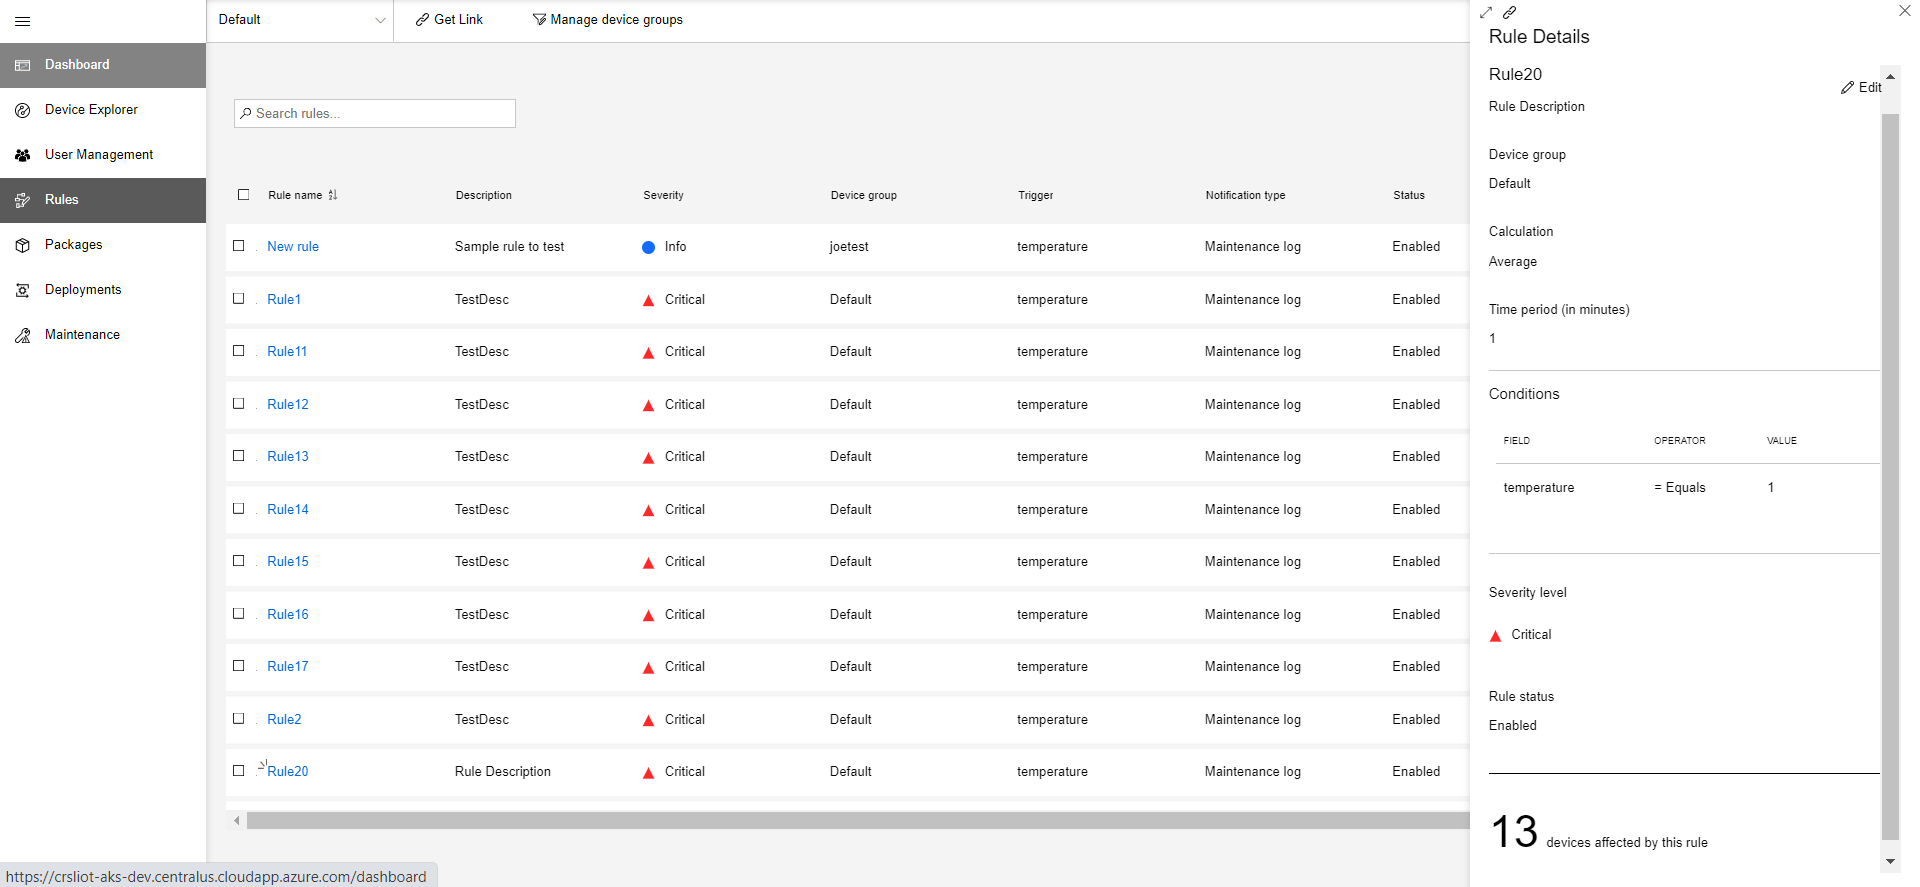 Default
Get Link
Manage device groups
Dashboard
Device Explorer
User Management
Rules
Packages
Deployments
Maintenance
Search rules...
Rule name Description Severity Device group Trigger Notification type Status
New rule Sample rule to test Info joetest temperature Maintenance log Enabled
Rule1 TestDesc Critical Default temperature Maintenance log Enabled
Rule11 TestDesc Critical Default temperature Maintenance log Enabled
Rule12 TestDesc Critical Default temperature Maintenance log Enabled
Rule13 TestDesc Critical Default temperature Maintenance log Enabled
Rule14 TestDesc Critical Default temperature Maintenance log Enabled
Rule15 TestDesc Critical Default temperature Maintenance log Enabled
Rule16 TestDesc Critical Default temperature Maintenance log Enabled
Rule17 TestDesc Critical Default temperature Maintenance log Enabled
Rule2 TestDesc Critical Default temperature Maintenance log Enabled
Rule20 Rule Description Critical Default temperature Maintenance log Enabled
Rule Details
Rule20
Edit
Rule Description
Device group
Default
Calculation
Average
Time period (in minutes)
1
Conditions
FIELD OPERATOR VALUE
temperature = Equals 1
Severity level
Critical
Rule status
Enabled
13 devices affected by this rule
https://crsliot-aks-dev.centralus.cloudapp.azure.com/dashboard